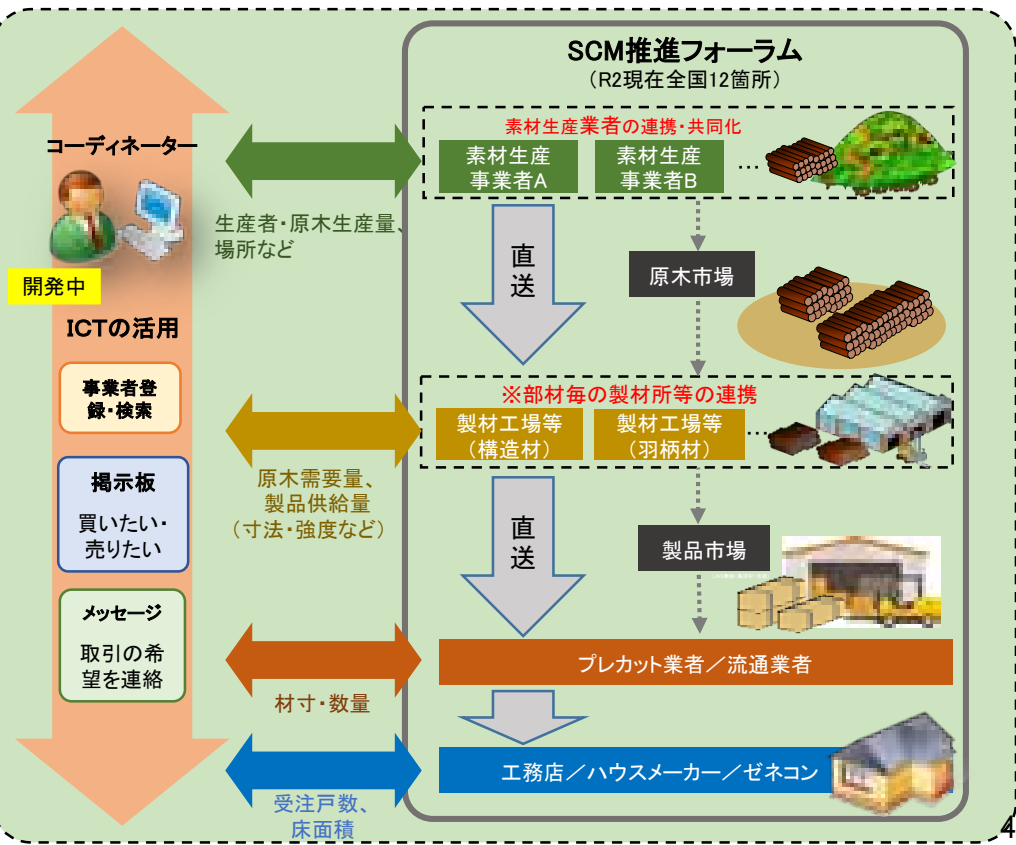 SCM推進フォーラム
（R2現在全国12箇所）
素材生産業者の連携・共同化
素材生産
事業者A
素材生産
事業者B
…
コーディネーター
開発中
ICTの活用
事業者登
録・検索
掲示板
買いたい・
売りたい
メッセージ
取引の希
望を連絡
生産者・原木生産量、
場所など
直
送
原木市場
※部材毎の製材所等の連携
製材工場等
（構造材）
製材工場等
（羽柄材）
…
原木需要量、
製品供給量
（寸法・強度など）
直
送
製品市場
プレカット業者／流通業者
材寸・数量
工務店／ハウスメーカー／ゼネコン
受注戸数、
床面積
4